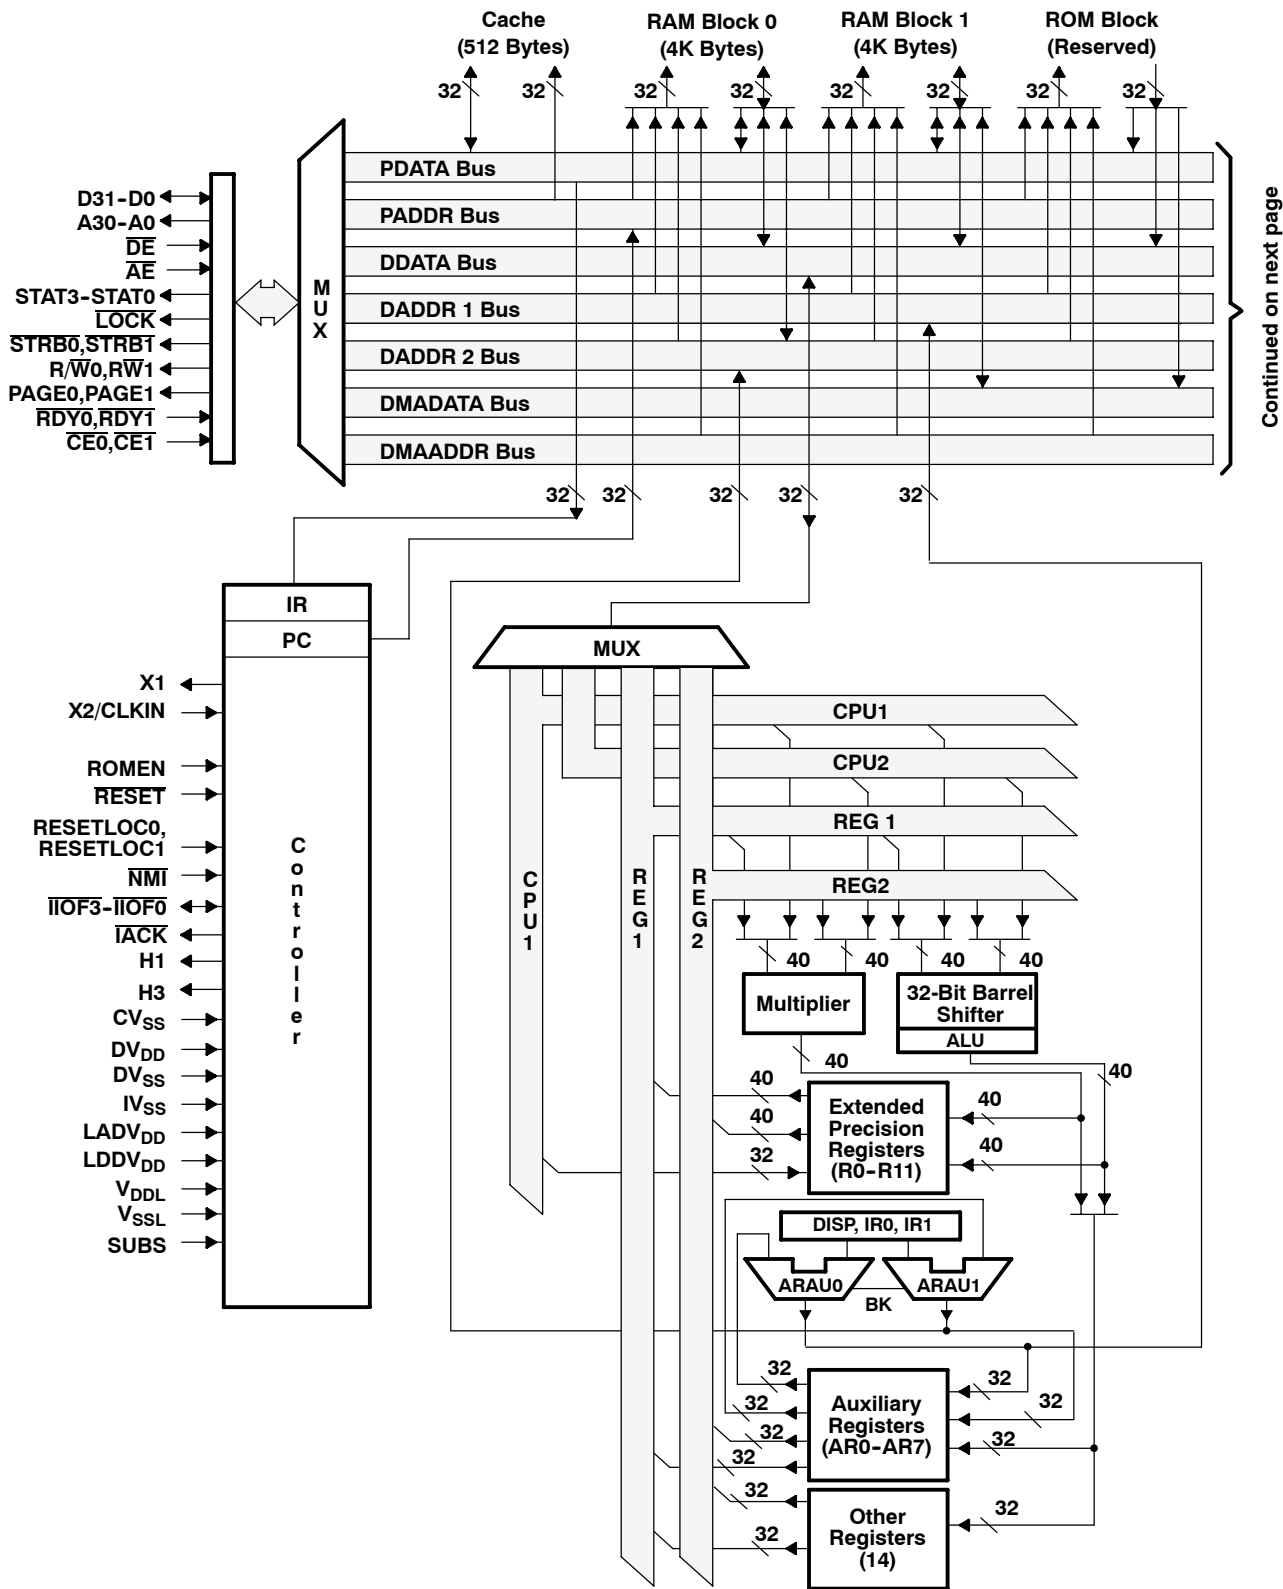 Cache
(512 Bytes)
RAM Block 0
(4K Bytes)
RAM Block 1
(4K Bytes)
ROM Block
(Reserved)
32
32
32
32
32
32
32
32
PDATA Bus
PADDR Bus
DDATA Bus
DADDR 1 Bus
DADDR 2 Bus
DMADATA Bus
DMAADDR Bus
MUX
D31-D0
A30-A0
DE
AE
STAT3-STAT0
LOCK
STRB0,STRB1
R/W0,RW1
PAGE0,PAGE1
RDY0,RDY1
CE0,CE1
Continued on next page
32
32
32
32
32
IR
PC
Controller
X1
X2/CLKIN
ROMEN
RESET
RESETLOC0,
RESETLOC1
NMI
IIOF3-IIOF0
IACK
H1
H3
CVSS
DVDD
DVSS
IVSS
LADVDD
LDDVDD
VDDL
VSSL
SUBS
MUX
CPU1
CPU2
REG 1
REG2
CPU1
REG1
REG2
40
40
40
40
Multiplier
32-Bit Barrel
Shifter
ALU
40
40
40
40
32
Extended
Precision
Registers
(R0-R11)
40
40
DISP, IR0, IR1
ARAU0
ARAU1
BK
32
32
32
32
Auxiliary
Registers
(AR0-AR7)
32
32
32
32
32
Other
Registers
(14)
32